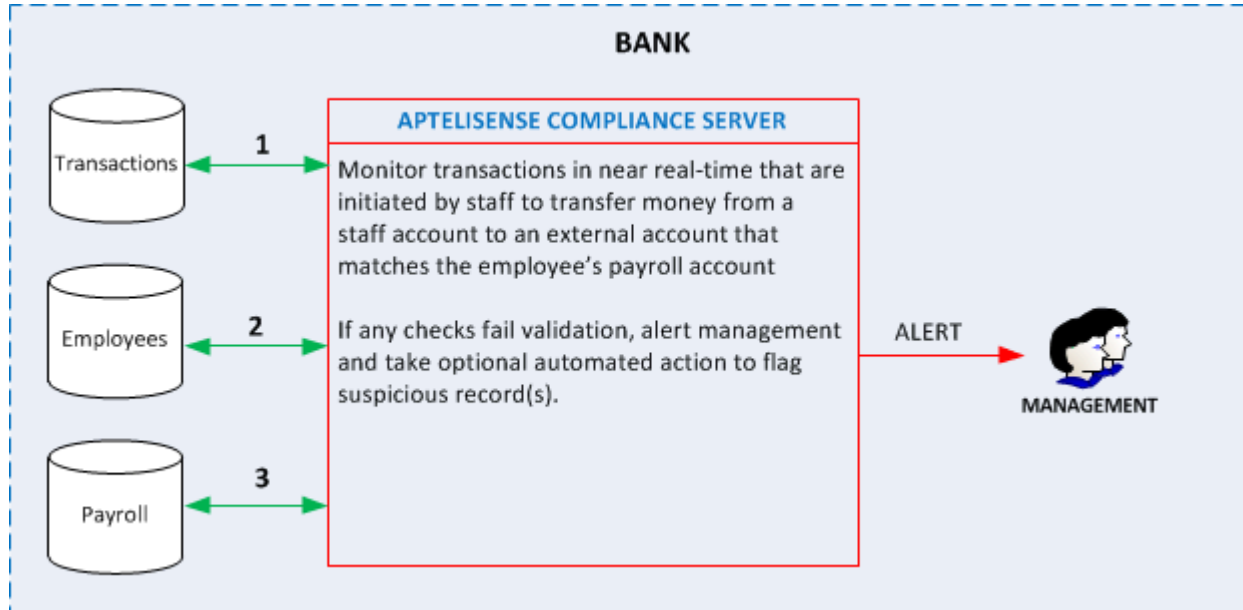 BANK
Transactions
1
Employees
2
Payroll
3
APTELISENSE COMPLIANCE SERVER
Monitor transactions in near real-time that are
initiated by staff to transfer money from a
staff account to an external account that
matches the employee's payroll account
If any checks fail validation, alert management
and take optional automated action to flag
suspicious record(s).
ALERT
MANAGEMENT